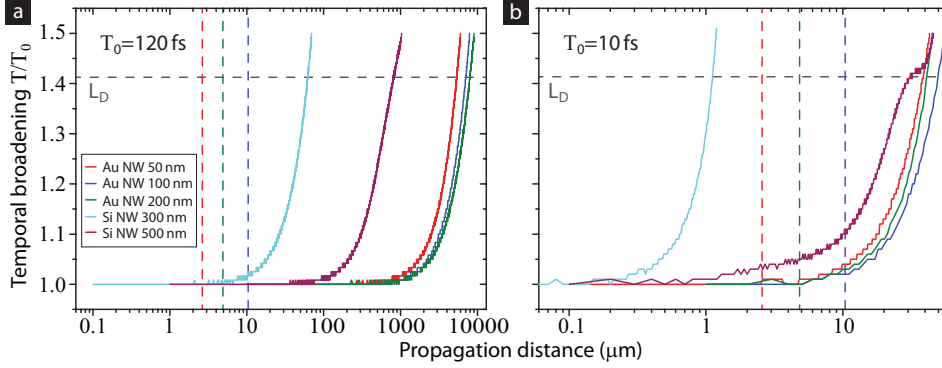 a
b
T₀=120 fs
T₀=10 fs
L_D
L_D
Au NW 50 nm
Au NW 100 nm
Au NW 200 nm
Si NW 300 nm
Si NW 500 nm
Temporal broadening T/T₀
1.5
1.4
1.3
1.2
1.1
1.0
0.1
1
10
100
1000
10000
0.1
1
10
Propagation distance (μm)